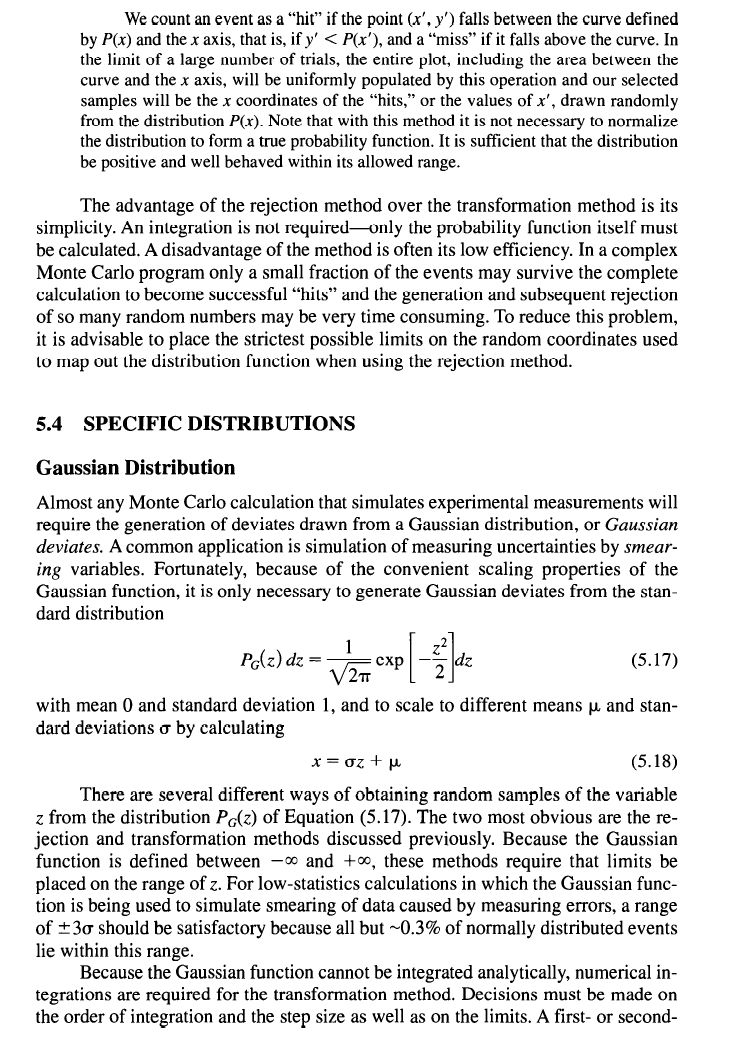 We count an event as a “hit” if the point (x′, y′) falls between the curve defined
by P(x) and the x axis, that is, if y′ < P(x′), and a “miss” if it falls above the curve. In
the limit of a large number of trials, the entire plot, including the area between the
curve and the x axis, will be uniformly populated by this operation and our selected
samples will be the x coordinates of the “hits,” or the values of x′, drawn randomly
from the distribution P(x). Note that with this method it is not necessary to normalize
the distribution to form a true probability function. It is sufficient that the distribution
be positive and well behaved within its allowed range.
The advantage of the rejection method over the transformation method is its
simplicity. An integration is not required—only the probability function itself must
be calculated. A disadvantage of the method is often its low efficiency. In a complex
Monte Carlo program only a small fraction of the events may survive the complete
calculation to become successful “hits” and the generation and subsequent rejection
of so many random numbers may be very time consuming. To reduce this problem,
it is advisable to place the strictest possible limits on the random coordinates used
to map out the distribution function when using the rejection method.
5.4 SPECIFIC DISTRIBUTIONS
Gaussian Distribution
Almost any Monte Carlo calculation that simulates experimental measurements will
require the generation of deviates drawn from a Gaussian distribution, or Gaussian
deviates. A common application is simulation of measuring uncertainties by smear-
ing variables. Fortunately, because of the convenient scaling properties of the
Gaussian function, it is only necessary to generate Gaussian deviates from the stan-
dard distribution
P_G(z) dz = 1/√2π exp [−z²/2] dz (5.17)
with mean 0 and standard deviation 1, and to scale to different means μ and stan-
dard deviations σ by calculating
x = σz + μ (5.18)
There are several different ways of obtaining random samples of the variable
z from the distribution P_G(z) of Equation (5.17). The two most obvious are the re-
jection and transformation methods discussed previously. Because the Gaussian
function is defined between −∞ and +∞, these methods require that limits be
placed on the range of z. For low-statistics calculations in which the Gaussian func-
tion is being used to simulate smearing of data caused by measuring errors, a range
of ±3σ should be satisfactory because all but ~0.3% of normally distributed events
lie within this range.
Because the Gaussian function cannot be integrated analytically, numerical in-
tegrations are required for the transformation method. Decisions must be made on
the order of integration and the step size as well as on the limits. A first- or second-